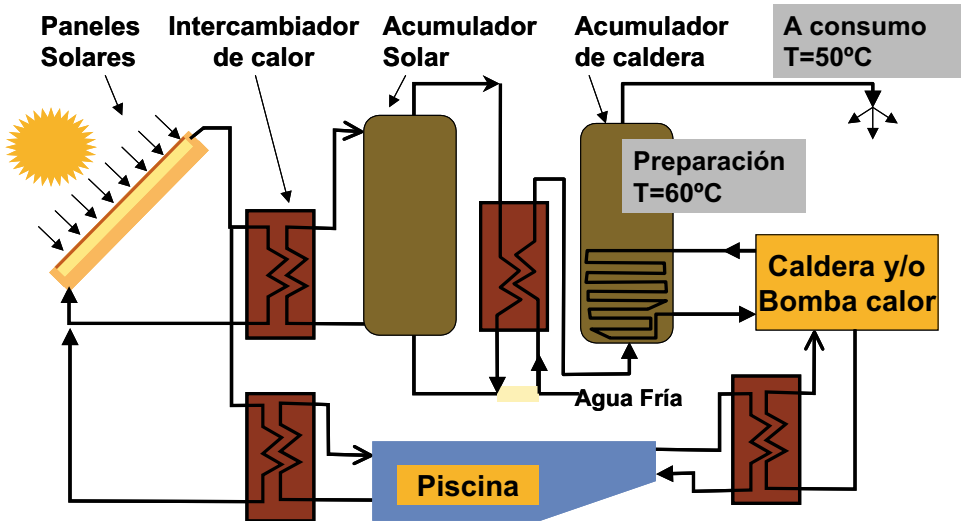 Paneles
Solares
Intercambiador
de calor
Acumulador
Solar
Acumulador
de caldera
A consumo
T=50ºC
Preparación
T=60ºC
Caldera y/o
Bomba calor
Agua Fría
Piscina